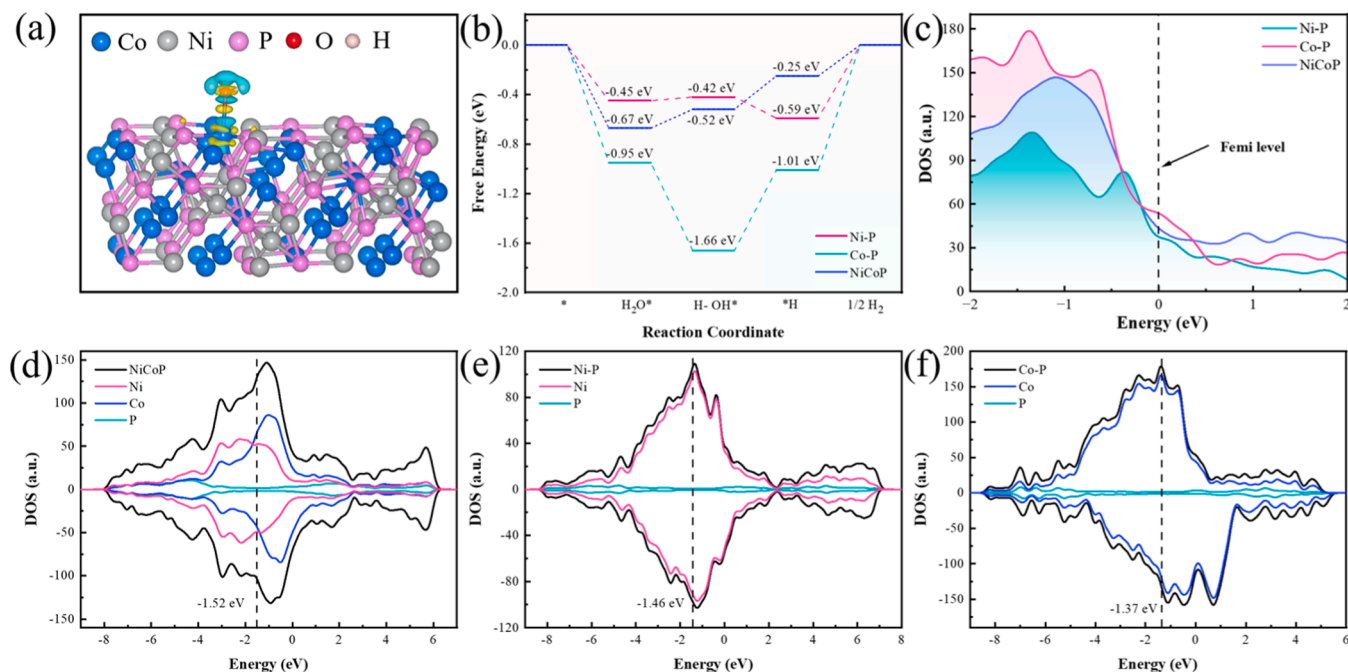 (a)
Co Ni P O H
(b)
Free Energy (eV)
0.0
-0.4
-0.8
-1.2
-1.6
-2.0
-0.45 eV
-0.42 eV
-0.25 eV
-0.67 eV
-0.52 eV
-0.59 eV
-0.95 eV
-1.01 eV
-1.66 eV
Ni-P
Co-P
NiCoP
* H₂O* H- OH* *H 1/2 H₂
Reaction Coordinate
(c)
DOS (a.u.)
180
150
120
90
60
30
0
Ni-P
Co-P
NiCoP
Femi level
−2 −1 0 1 2
Energy (eV)
(d)
DOS (a.u.)
150
100
50
0
-50
-100
-150
NiCoP
Ni
Co
P
-1.52 eV
-8 -6 -4 -2 0 2 4 6
Energy (eV)
(e)
DOS (a.u.)
120
80
40
0
-40
-80
-120
Ni-P
Ni
P
-1.46 eV
-8 -6 -4 -2 0 2 4 6 8
Energy (eV)
(f)
DOS (a.u.)
200
150
100
50
0
-50
-100
-150
Co-P
Co
P
-1.37 eV
-8 -6 -4 -2 0 2 4 6
Energy (eV)